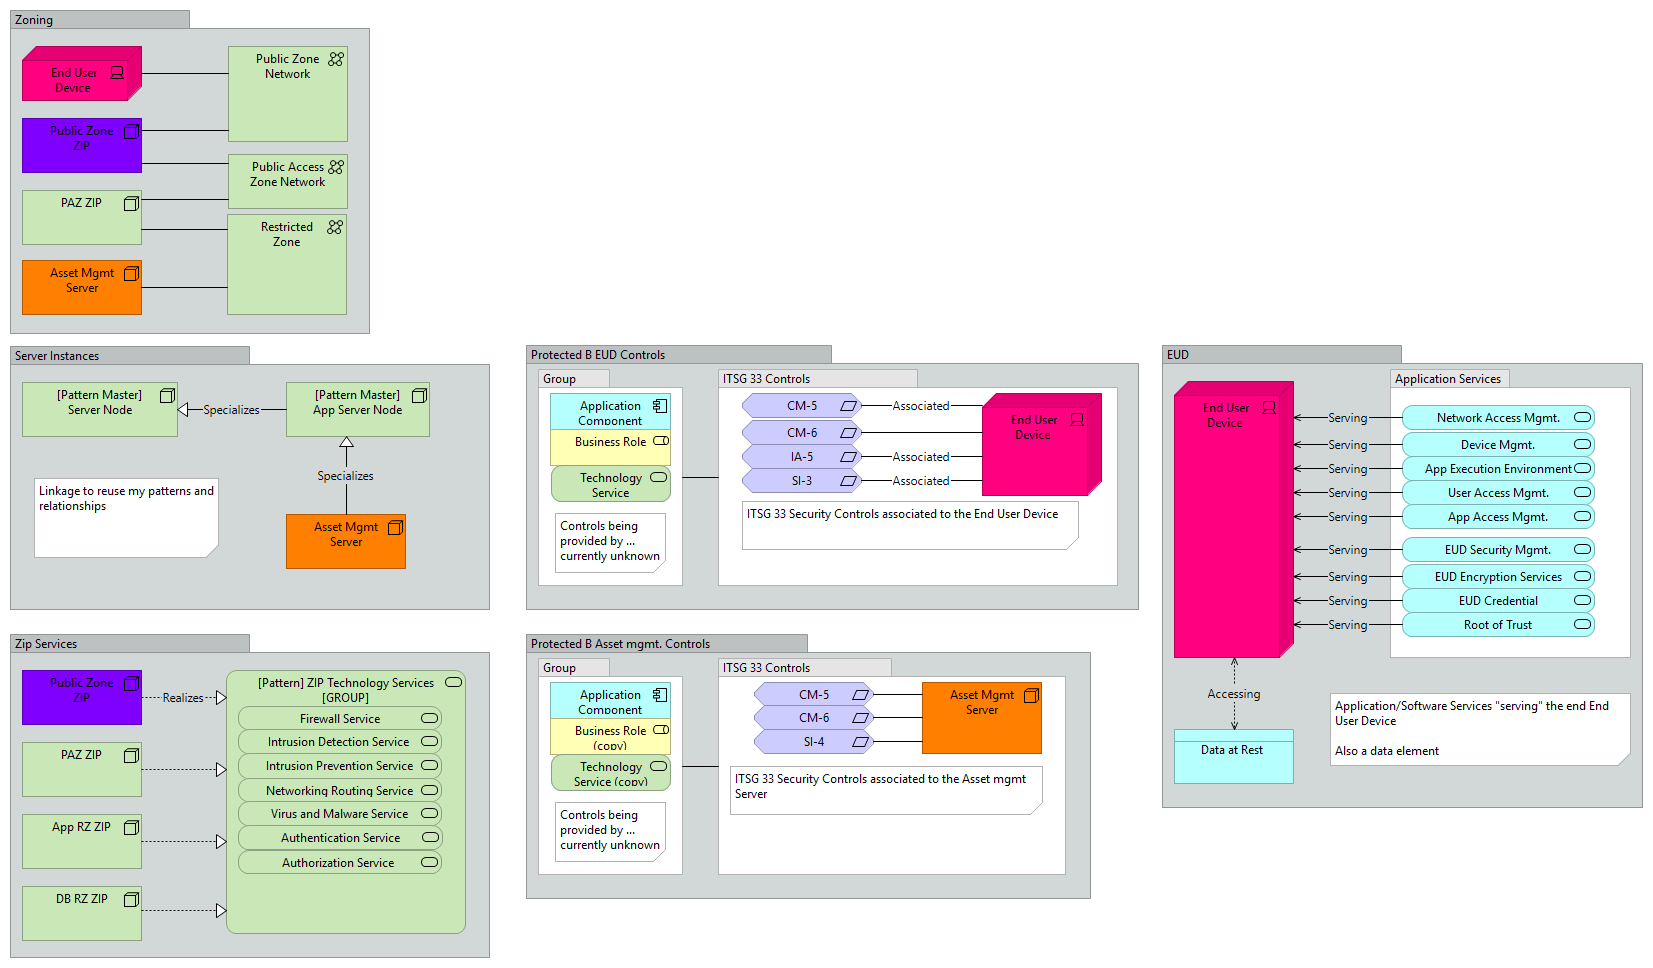 Zoning
End User
Device
Public Zone
Network
Public Zone
ZIP
Public Access
Zone Network
PAZ ZIP
Restricted
Zone
Asset Mgmt
Server
Server Instances
[Pattern Master]
Server Node
Specializes
[Pattern Master]
App Server Node
Specializes
Linkage to reuse my patterns and
relationships
Asset Mgmt
Server
Zip Services
Public Zone
ZIP
Realizes
PAZ ZIP
App RZ ZIP
DB RZ ZIP
[Pattern] ZIP Technology Services
[GROUP]
Firewall Service
Intrusion Detection Service
Intrusion Prevention Service
Networking Routing Service
Virus and Malware Service
Authentication Service
Authorization Service
Protected B EUD Controls
Group
Application
Component
Business Role
Technology
Service
Controls being
provided by ...
currently unknown
ITSG 33 Controls
CM-5
Associated
CM-6
IA-5
Associated
SI-3
Associated
End User
Device
ITSG 33 Security Controls associated to the End User Device
Protected B Asset mgmt. Controls
Group
Application
Component
Business Role
(copy)
Technology
Service (copy)
Controls being
provided by ...
currently unknown
ITSG 33 Controls
CM-5
CM-6
SI-4
Asset Mgmt
Server
ITSG 33 Security Controls associated to the Asset mgmt
Server
EUD
End User
Device
Application Services
Serving
Network Access Mgmt.
Serving
Device Mgmt.
Serving
App Execution Environment
Serving
User Access Mgmt.
Serving
App Access Mgmt.
Serving
EUD Security Mgmt.
Serving
EUD Encryption Services
Serving
EUD Credential
Serving
Root of Trust
Accessing
Data at Rest
Application/Software Services "serving" the end End
User Device
Also a data element